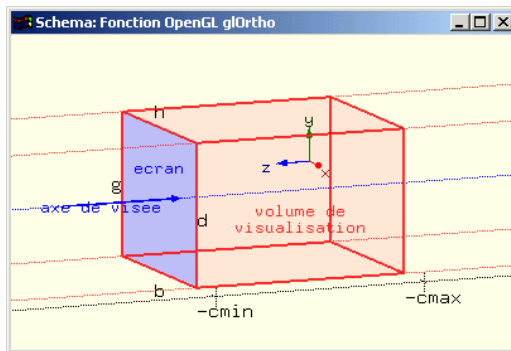 Schema: Fonction OpenGL glOrtho
h
y
ecran
z
x
g
axe de visee
d
volume de
visualisation
b
-cmin
-cmax